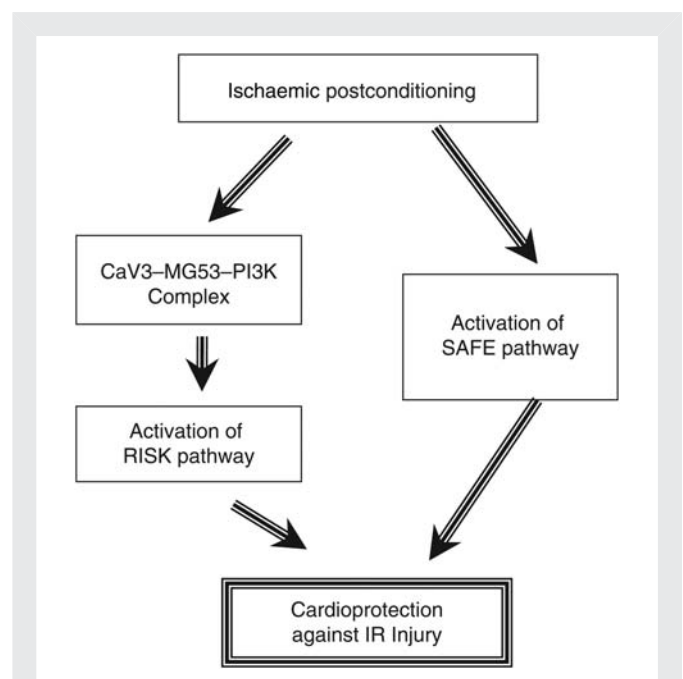 Ischaemic postconditioning
CaV3–MG53–PI3K
Complex
Activation of
SAFE pathway
Activation of
RISK pathway
Cardioprotection
against IR Injury